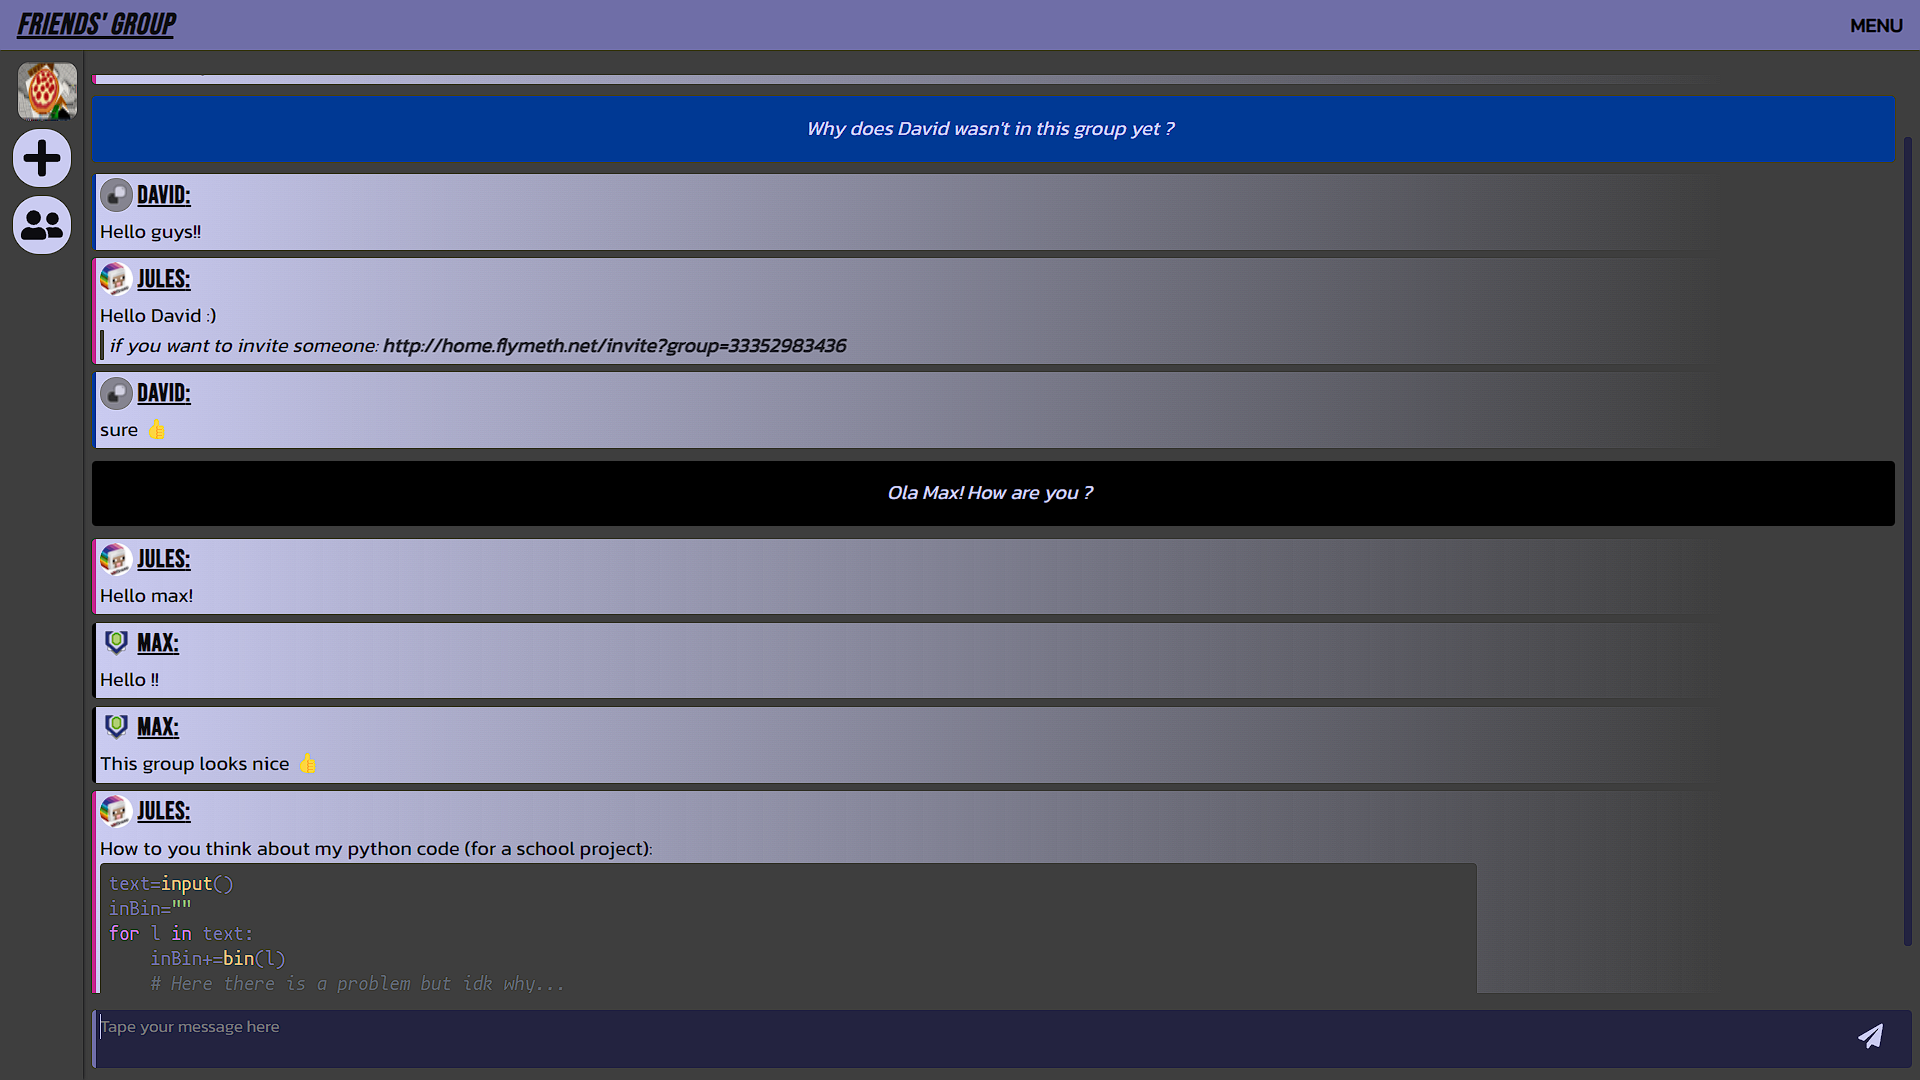 FRIENDS' GROUP
MENU
Why does David wasn't in this group yet ?
DAVID:
Hello guys!!
JULES:
Hello David :)
if you want to invite someone: http://home.flymeth.net/invite?group=33352983436
DAVID:
sure 👍
Ola Max! How are you ?
JULES:
Hello max!
MAX:
Hello !!
MAX:
This group looks nice 👍
JULES:
How to you think about my python code (for a school project):
text=input()
inBin=""
for l in text:
    inBin+=bin(l)
    # Here there is a problem but idk why...
Tape your message here